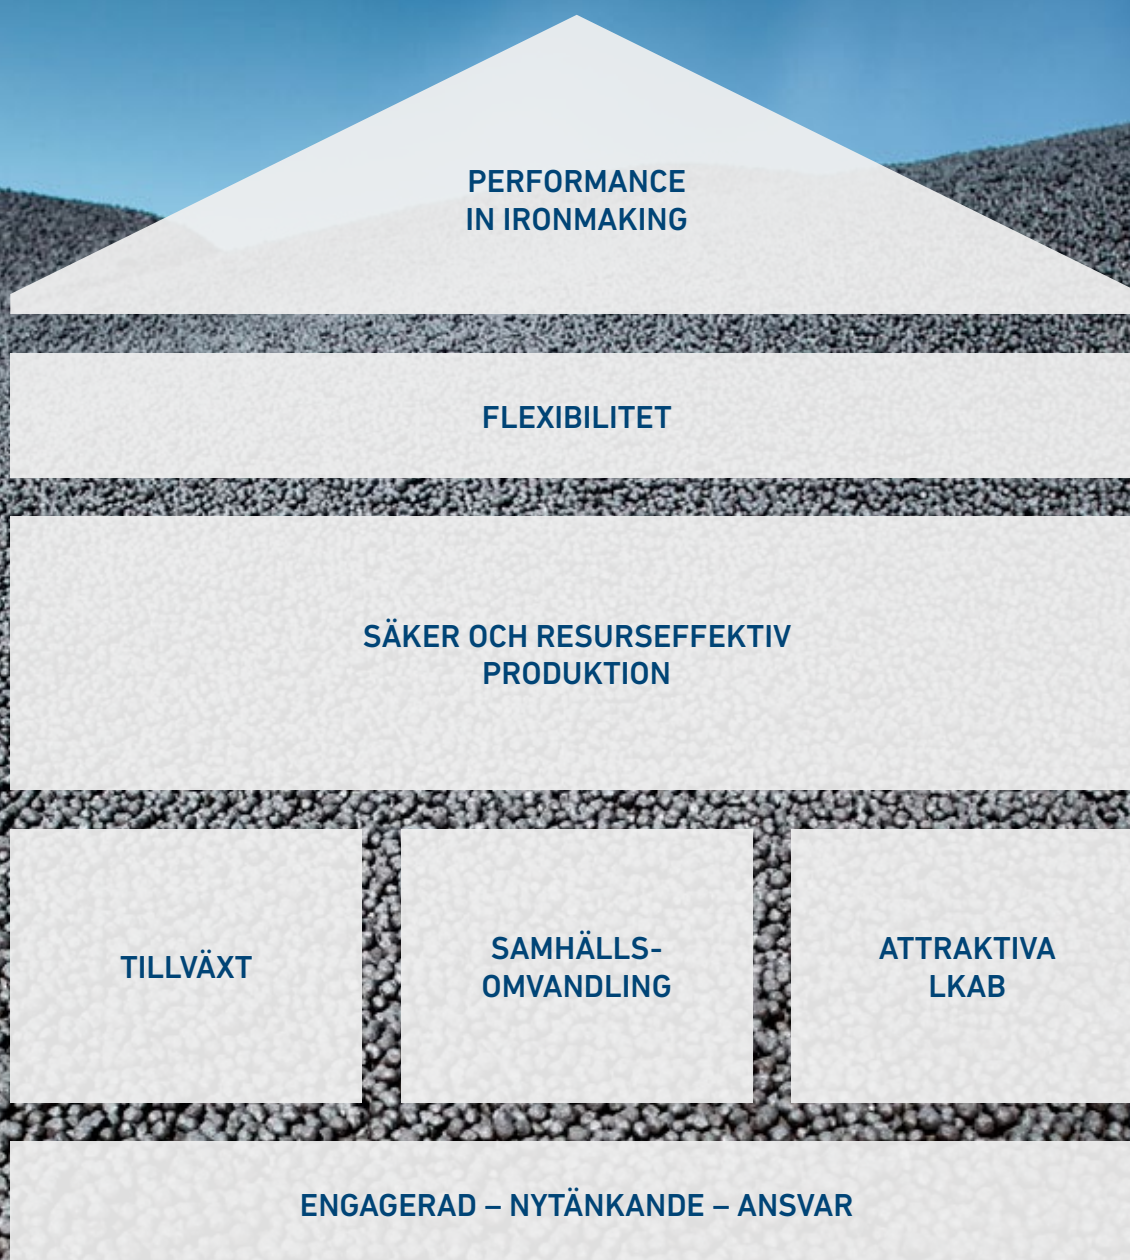 PERFORMANCE
IN IRONMAKING
FLEXIBILITET
SÄKER OCH RESURSEFFEKTIV
PRODUKTION
TILLVÄXT
SAMHÄLLS-
OMVANDLING
ATTRAKTIVA
LKAB
ENGAGERAD – NYTÄNKANDE – ANSVAR